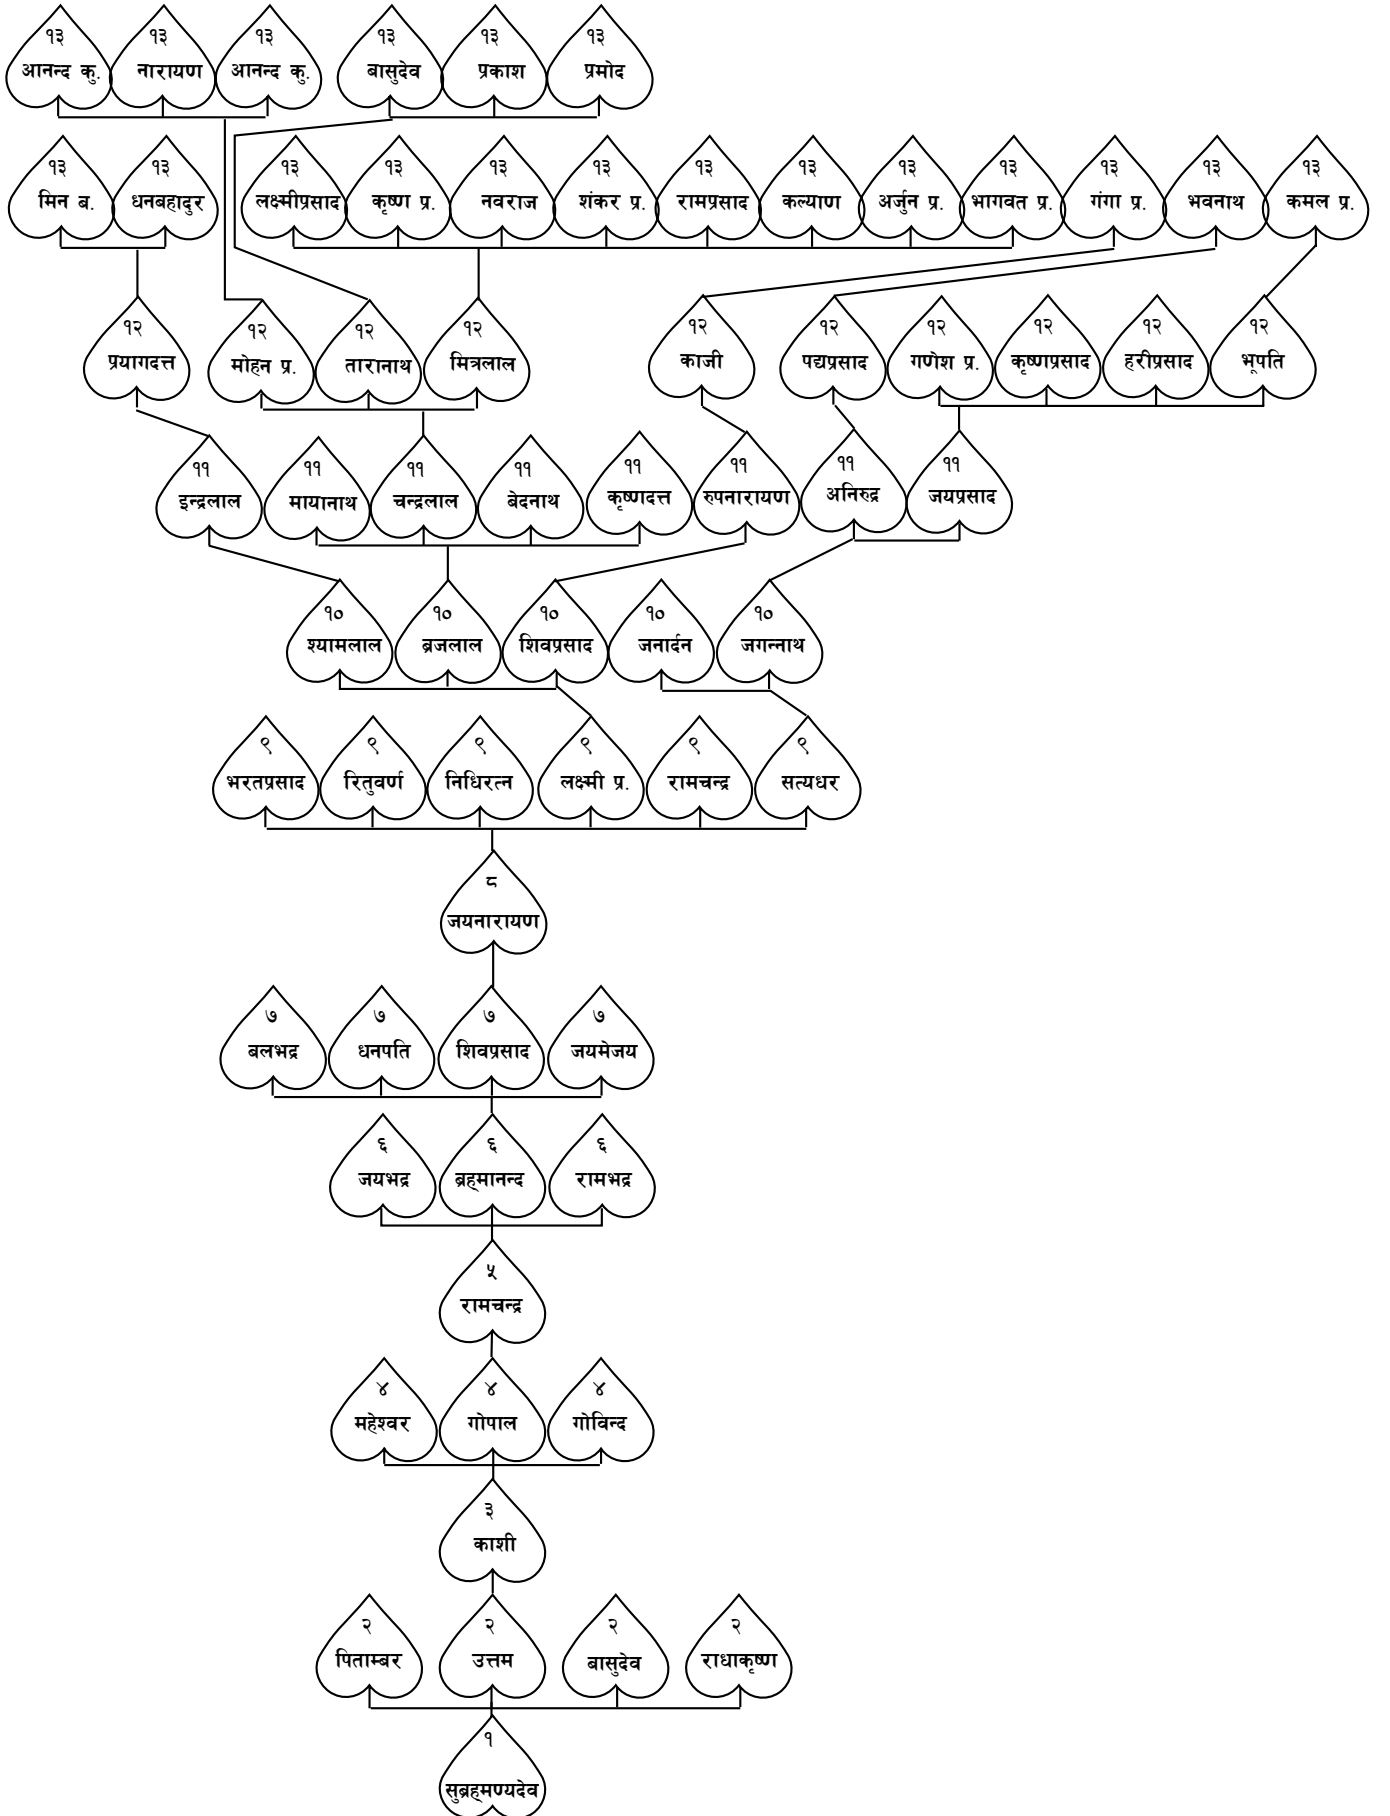 १३ १३ १३ १३ १३ १३
आनन्द कु. नारायण आनन्द कु. बासुदेव प्रकाश प्रमोद
१३ १३ १३ १३ १३ १३ १३ १३ १३ १३ १३ १३ १३
मिन ब. धनबहादुर लक्ष्मीप्रसाद कृष्ण प्र. नवराज शंकर प्र. रामप्रसाद कल्याण अर्जुन प्र. भागवत प्र. गंगा प्र. भवनाथ कमल प्र.
१२ १२ १२ १२ १२ १२ १२ १२ १२ १२
प्रयागदत्त मोहन प्र. तारानाथ मित्रलाल काजी पद्यप्रसाद गणेश प्र. कृष्णप्रसाद हरीप्रसाद भूपति
११ ११ ११ ११ ११ ११ ११ ११
इन्द्रलाल मायानाथ चन्द्रलाल बेदनाथ कृष्णदत्त रुपनारायण अनिरुद्र जयप्रसाद
१० १० १० १० १०
श्यामलाल ब्रजलाल शिवप्रसाद जनार्दन जगन्नाथ
९ ९ ९ ९ ९ ९
भरतप्रसाद रितुवर्ण निधिरत्न लक्ष्मी प्र. रामचन्द्र सत्यधर
८
जयनारायण
७ ७ ७ ७
बलभद्र धनपति शिवप्रसाद जयमेजय
६ ६ ६
जयभद्र ब्रह्मानन्द रामभद्र
५
रामचन्द्र
४ ४ ४
महेश्वर गोपाल गोविन्द
३
काशी
२ २ २ २
पिताम्बर उत्तम बासुदेव राधाकृष्ण
१
सुब्रह्मण्यदेव